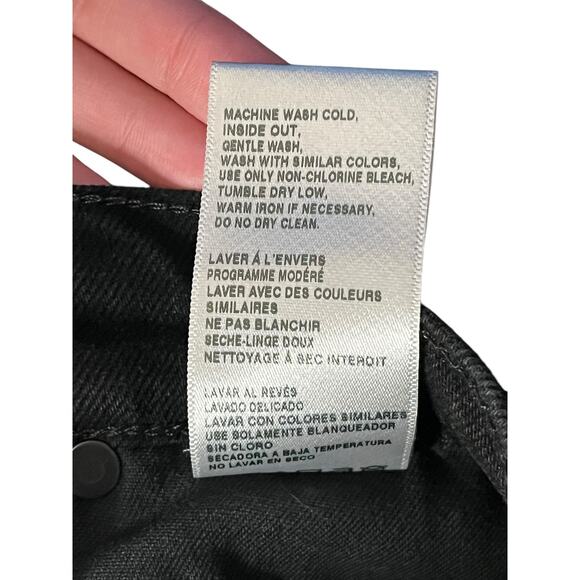 MACHINE WASH COLD,
INSIDE OUT,
GENTLE WASH,
WASH WITH SIMILAR COLORS,
USE ONLY NON-CHLORINE BLEACH,
TUMBLE DRY LOW,
WARM IRON IF NECESSARY,
DO NO DRY CLEAN.
LAVER Á L'ENVERS
PROGRAMME MODÉRÉ
LAVER AVEC DES COULEURS
SIMILAIRES
NE PAS BLANCHIR
SECHE-LINGE DOUX
NETTOYAGE Á SEC INTERDIT
LAVAR AL REVÉS
LAVADO DELICADO
LAVAR CON COLORES SIMILARES
USE SOLAMENTE BLANQUEADOR
SIN CLORO
SECADORA A BAJA TEMPERATURA
NO LAVAR EN SECO